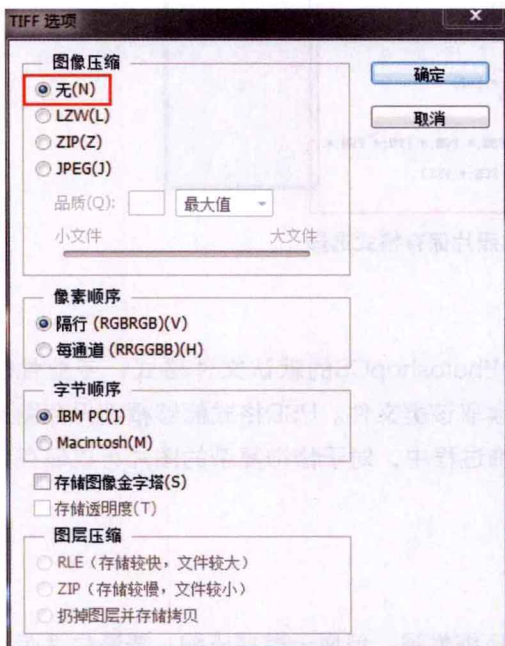 TIFF 选项
图像压缩
无(N)
LZW(L)
ZIP(Z)
JPEG(J)
品质(Q): 最大值
小文件 大文件
确定
取消
像素顺序
隔行 (RGBRGB)(V)
每通道 (RRGGBB)(H)
字节顺序
IBM PC(I)
Macintosh(M)
存储图像金字塔(S)
存储透明度(T)
图层压缩
RLE（存储较快，文件较大）
ZIP（存储较慢，文件较小）
扔掉图层并存储拷贝